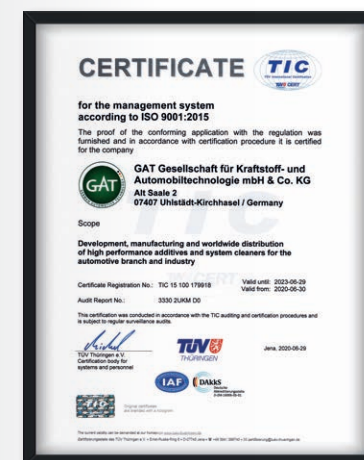 CERTIFICATE
TIC
TÜV CERT
for the management system
according to ISO 9001:2015
The proof of the conforming application with the regulation was
furnished and in accordance with certification procedure it is certified
for the company
GAT
GAT Gesellschaft für Kraftstoff- und
Automobiltechnologie mbH & Co. KG
Alt Saale 2
07407 Uhlstädt-Kirchhasel / Germany
Scope
Development, manufacturing and worldwide distribution
of high performance additives and system cleaners for the
automotive branch and industry
Certificate Registration No.: TIC 15 100 179918
Valid until: 2023-06-29
Valid from: 2020-06-30
Audit Report No.: 3330 2UKM D0
This certification was conducted in accordance with the TIC auditing and certification procedures and
is subject to regular surveillance audits.
TÜV
THÜRINGEN
Jena, 2020-06-29
TÜV Thüringen e.V.
Certification body for
systems and personnel
IAF
DAkkS
Deutsche
Akkreditierungsstelle